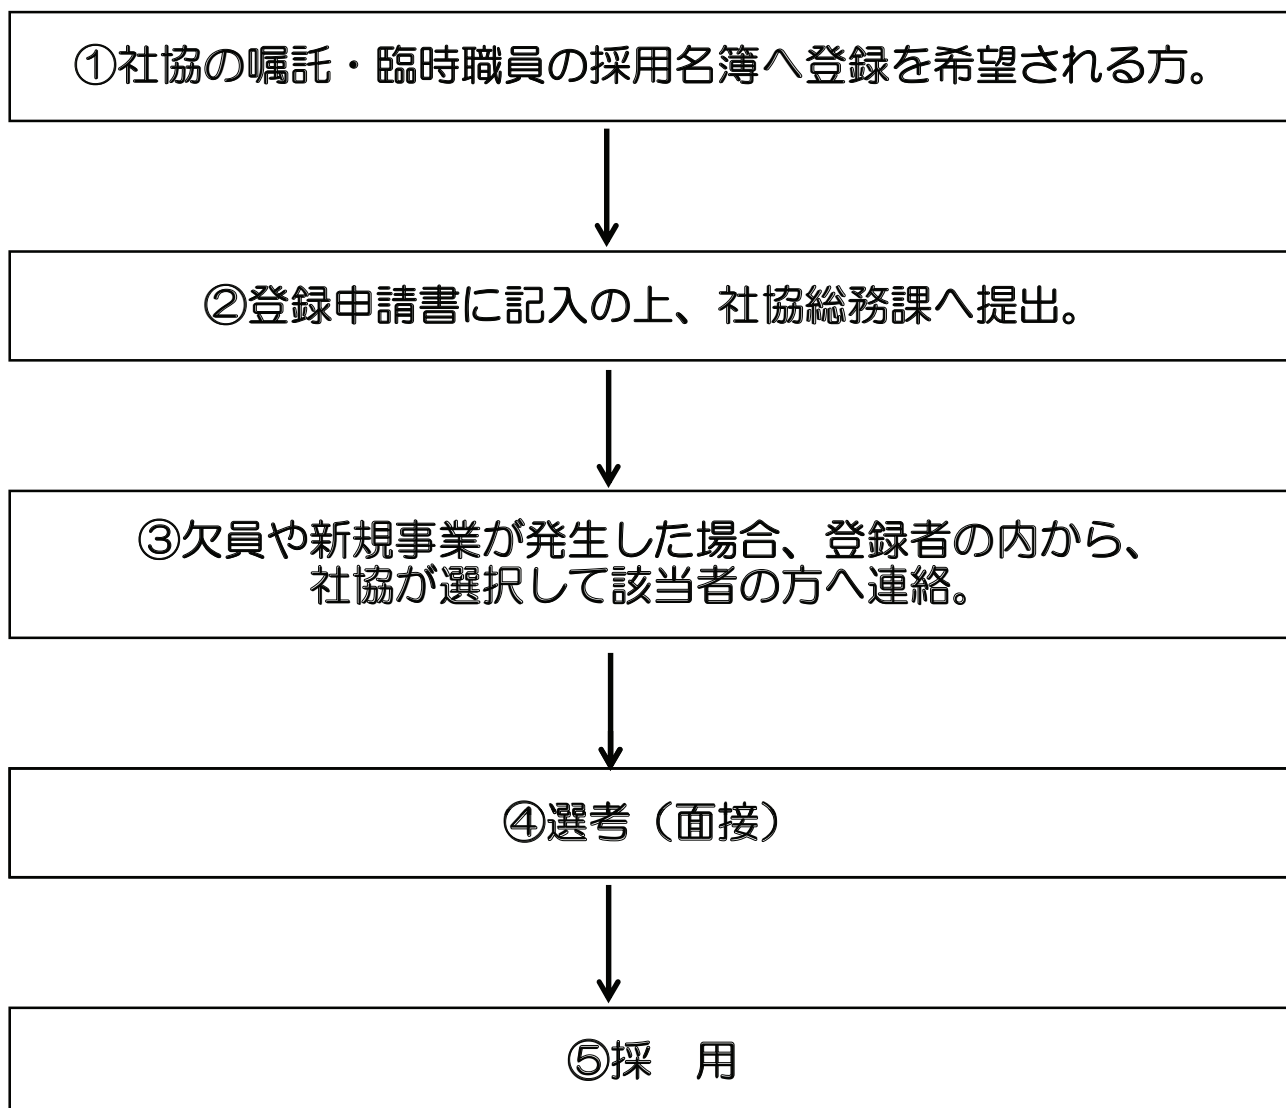 ①社協の嘱託・臨時職員の採用名簿へ登録を希望される方。
②登録申請書に記入の上、社協総務課へ提出。
③欠員や新規事業が発生した場合、登録者の内から、
社協が選択して該当者の方へ連絡。
④選考（面接）
⑤採　用